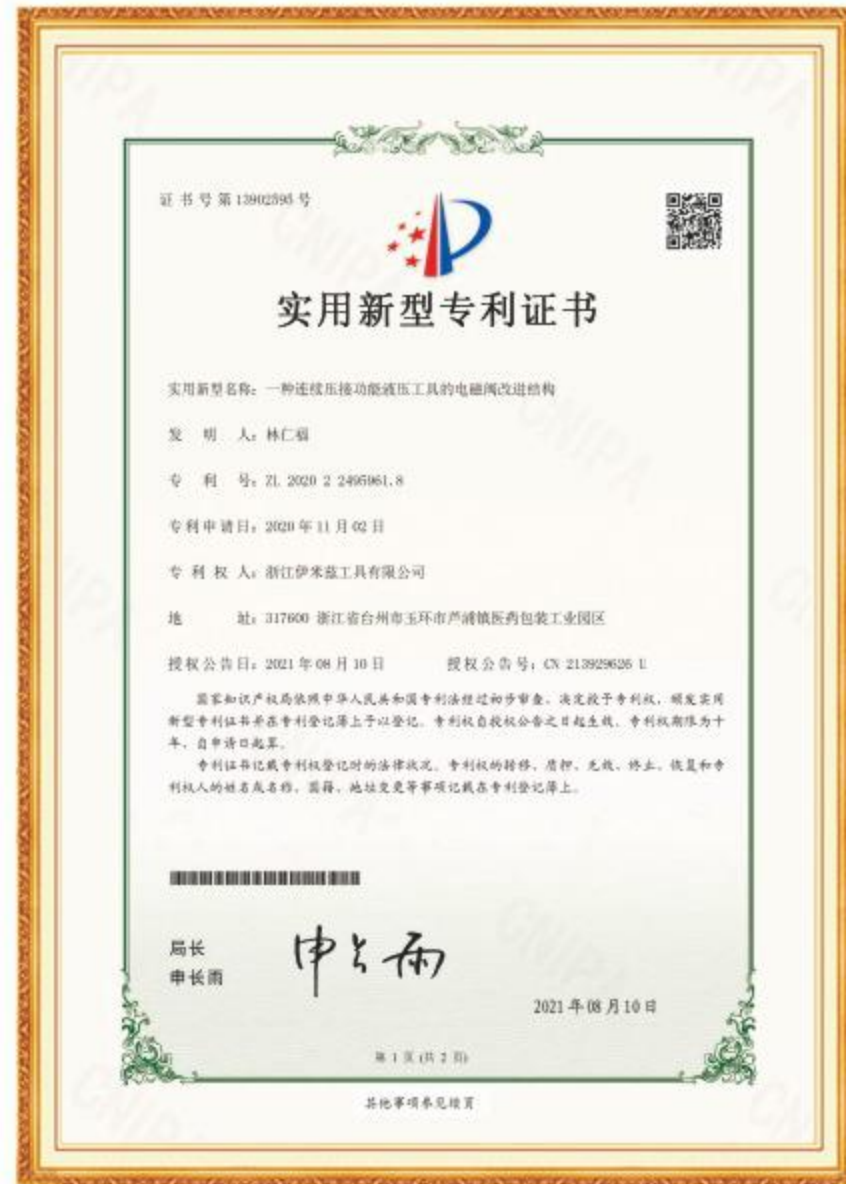 证书号第13902595号
实用新型专利证书
实用新型名称：一种连续压接功能液压工具的电磁阀改进结构
发明人：林仁福
专利号：ZL 2020 2 2495961.8
专利申请日：2020年11月02日
专利权人：浙江伊米兹工具有限公司
地址：317600 浙江省台州市玉环市芦浦镇医药包装工业园区
授权公告日：2021年08月10日 授权公告号：CN 213929626 U
国家知识产权局依照中华人民共和国专利法经过初步审查，决定授予专利权，颁发实用
新型专利证书并在专利登记簿上予以登记。专利权自授权公告之日起生效。专利权期限为十
年，自申请日起算。
专利证书记载专利权登记时的法律状况。专利权的转移、质押、无效、终止、恢复和专
利权人的姓名或名称、国籍、地址变更等事项记载在专利登记簿上。
局长
申长雨
申长雨
2021年08月10日
第 1 页 (共 2 页)
其他事项参见续页
CNIPA